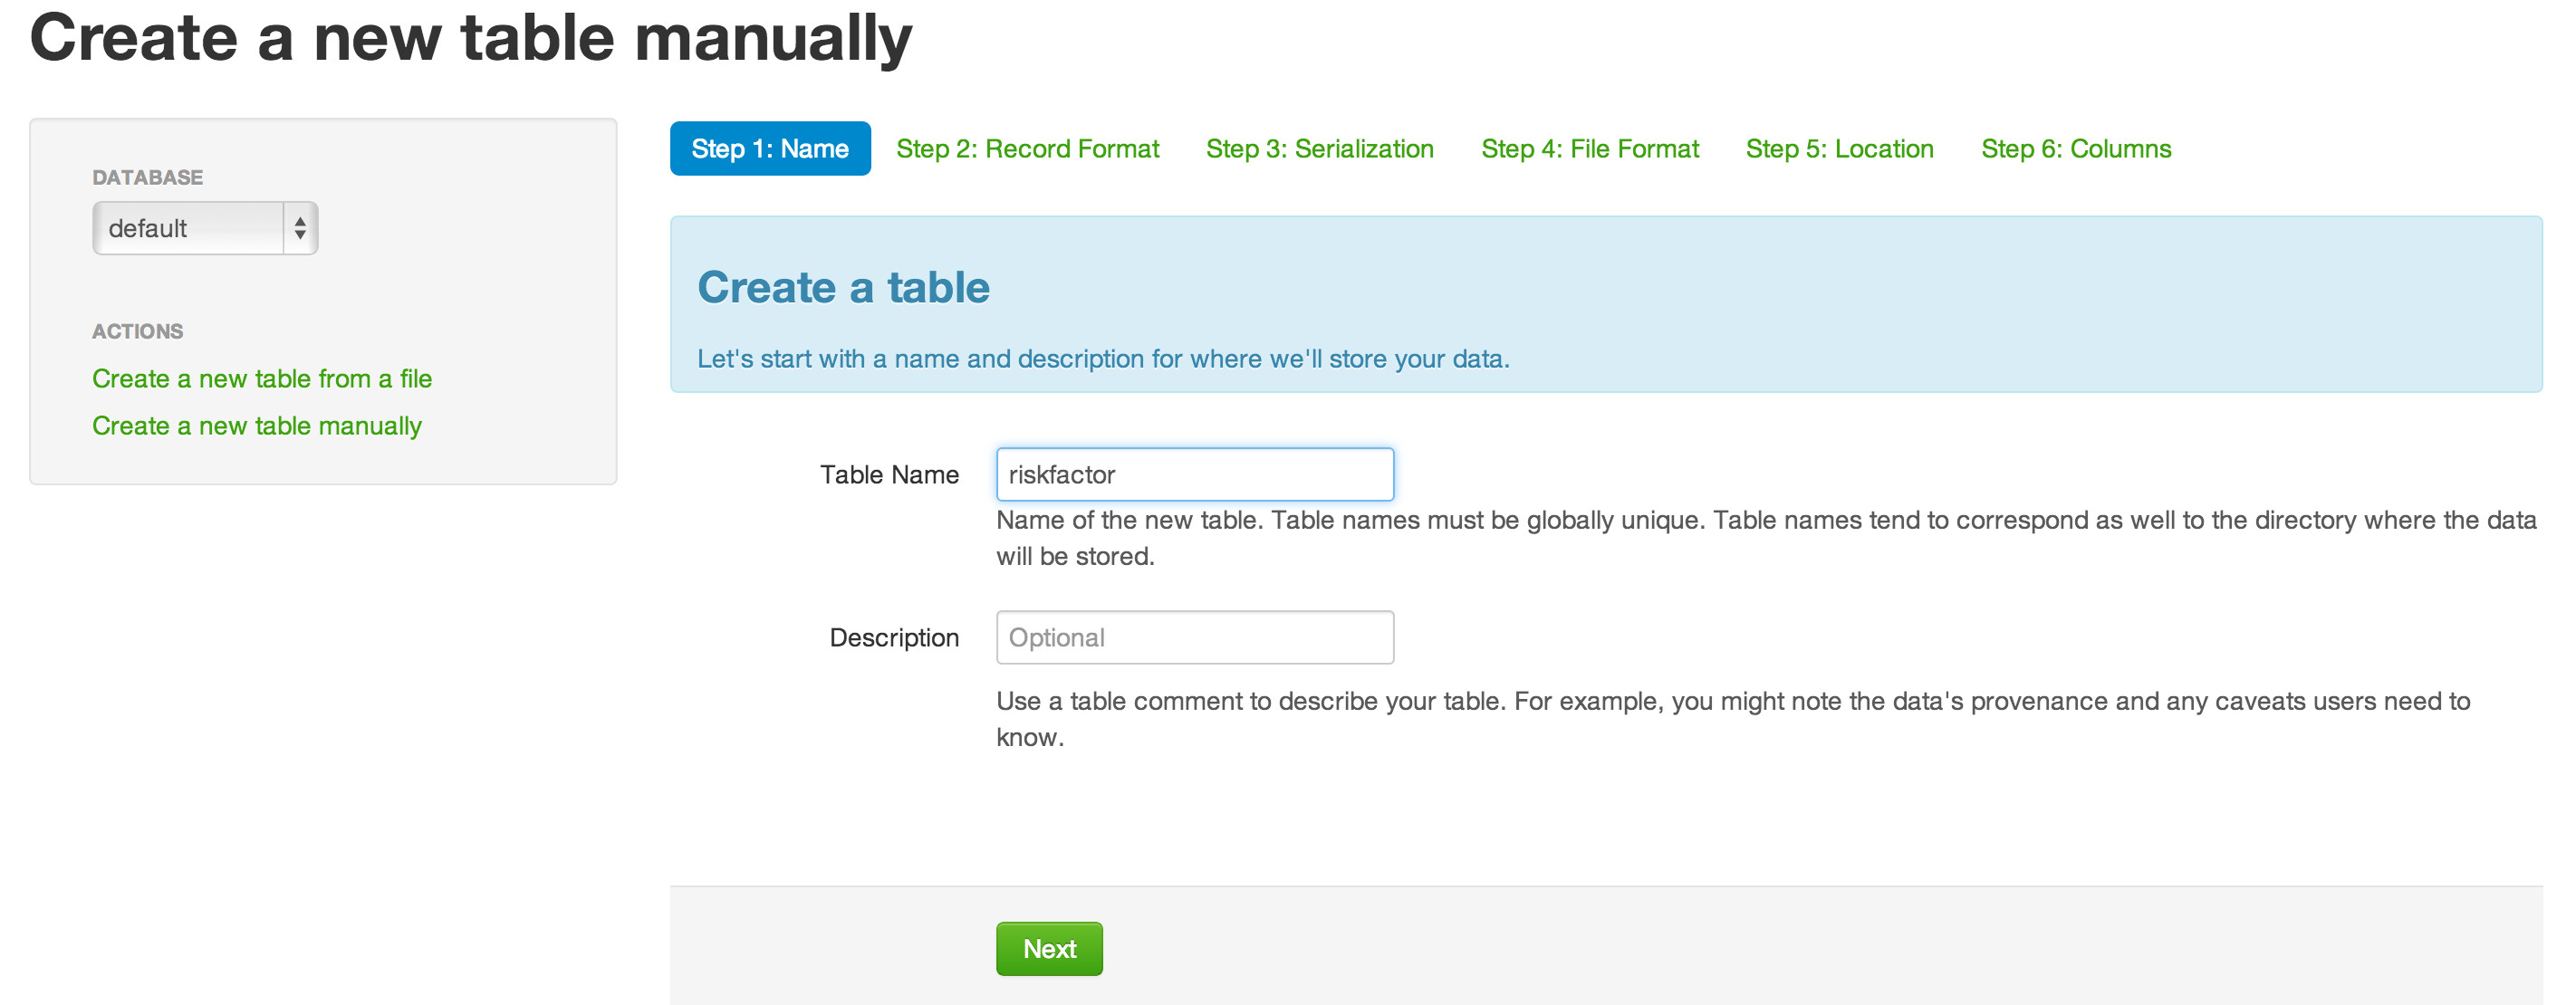 Create a new table manually
DATABASE
default
ACTIONS
Create a new table from a file
Create a new table manually
Step 1: Name
Step 2: Record Format
Step 3: Serialization
Step 4: File Format
Step 5: Location
Step 6: Columns
Create a table
Let's start with a name and description for where we'll store your data.
Table Name
riskfactor
Name of the new table. Table names must be globally unique. Table names tend to correspond as well to the directory where the data
will be stored.
Description
Optional
Use a table comment to describe your table. For example, you might note the data's provenance and any caveats users need to
know.
Next